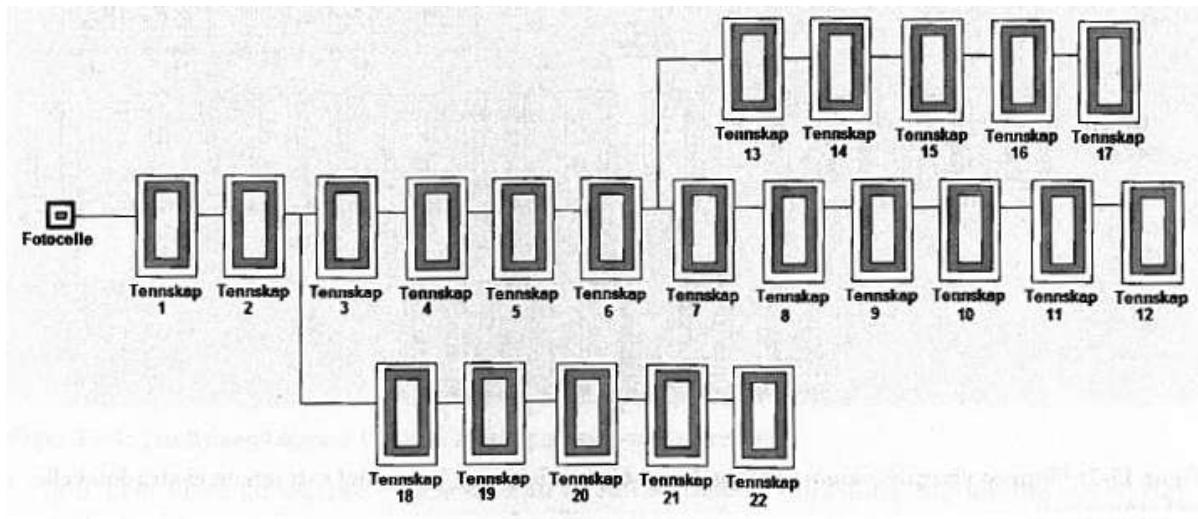 Tennskap 13
Tennskap 14
Tennskap 15
Tennskap 16
Tennskap 17
Fotocelle
Tennskap 1
Tennskap 2
Tennskap 3
Tennskap 4
Tennskap 5
Tennskap 6
Tennskap 7
Tennskap 8
Tennskap 9
Tennskap 10
Tennskap 11
Tennskap 12
Tennskap 18
Tennskap 19
Tennskap 20
Tennskap 21
Tennskap 22